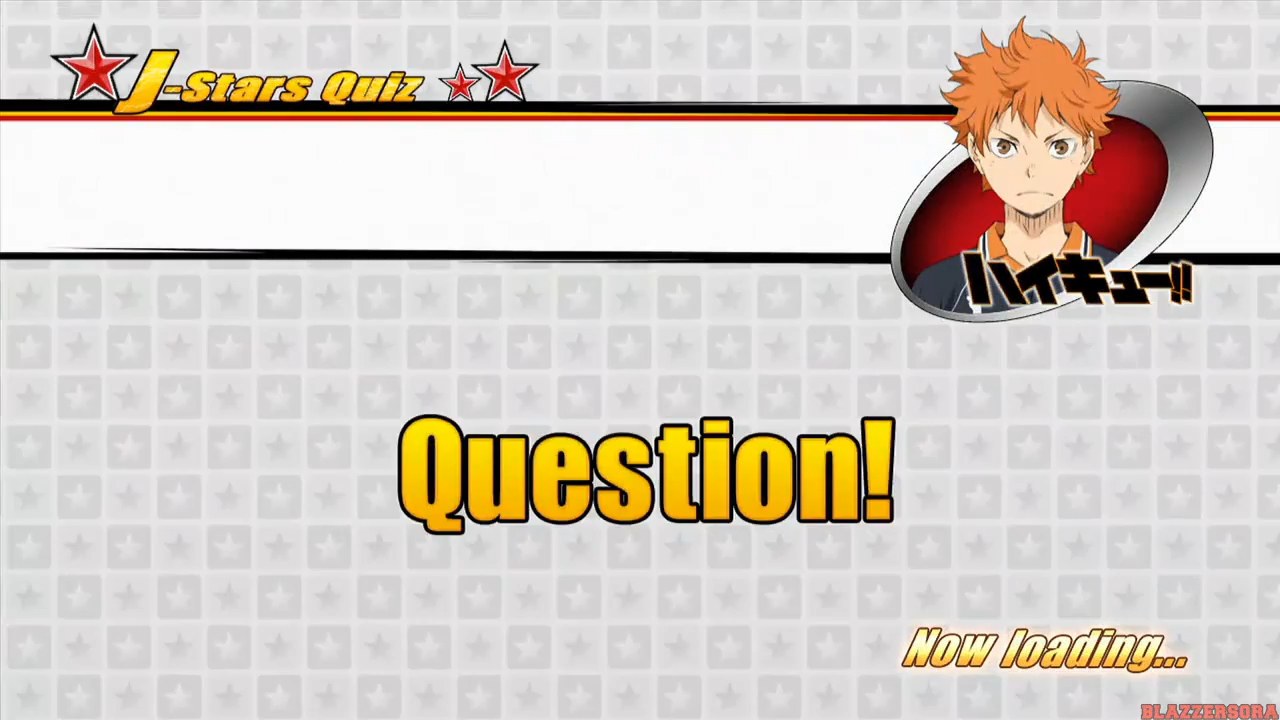 J-Stars Quiz
ハイキュー!!
Question!
Now loading...
BLAZZERSORA